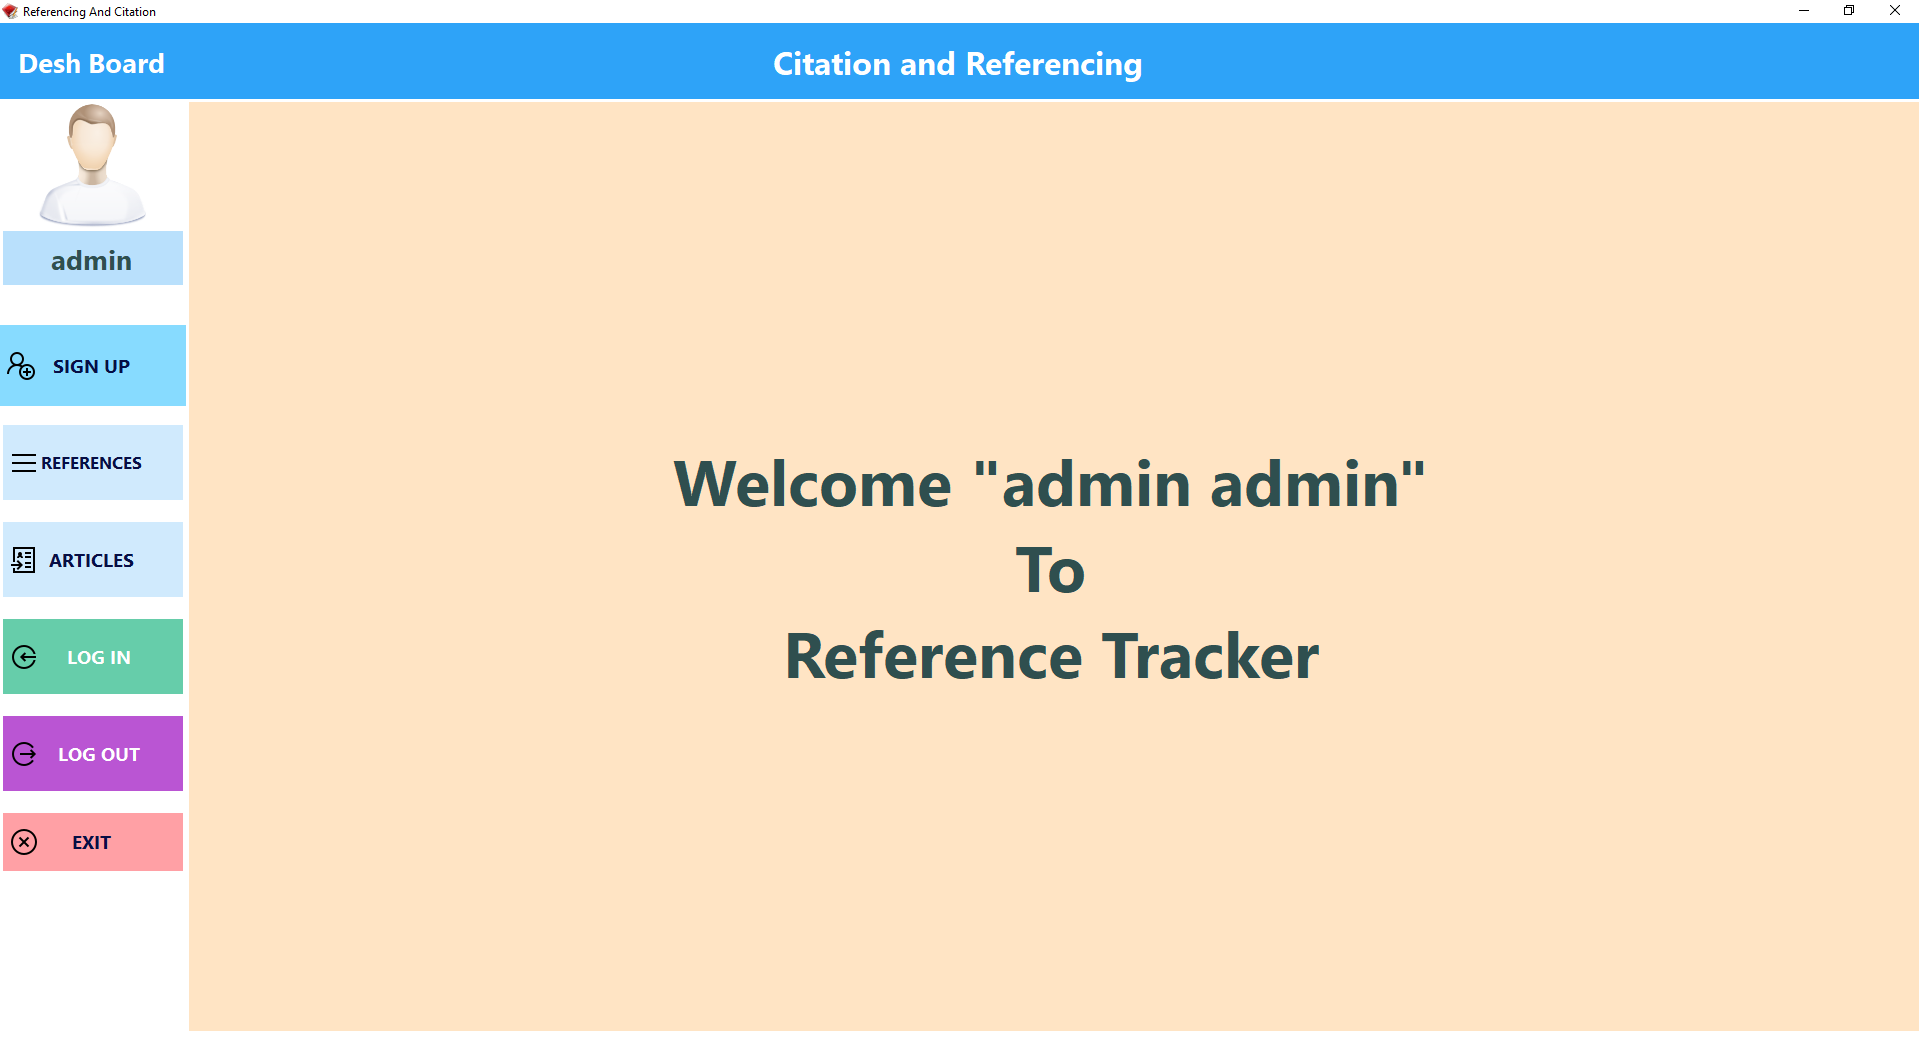 Referencing And Citation
Desh Board
Citation and Referencing
admin
SIGN UP
REFERENCES
ARTICLES
LOG IN
LOG OUT
EXIT
Welcome "admin admin"
To
Reference Tracker